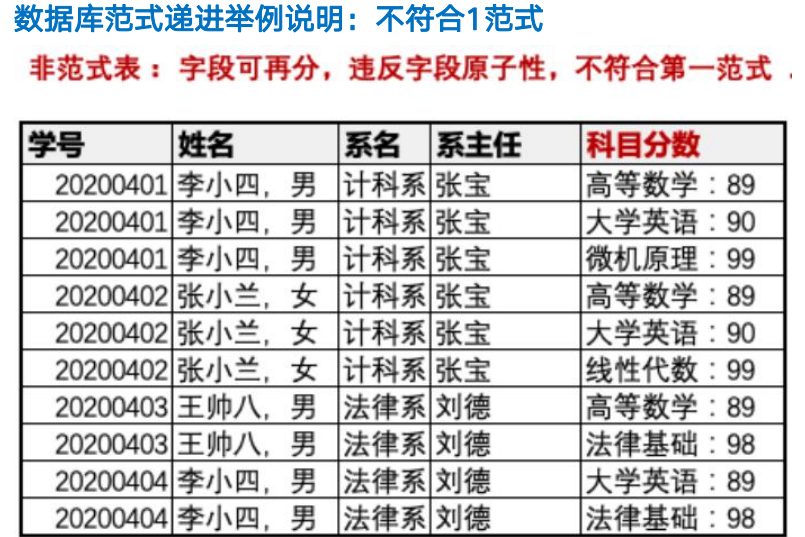 数据库范式递进举例说明：不符合1范式
非范式表：字段可再分，违反字段原子性，不符合第一范式
学号 姓名 系名 系主任 科目分数
20200401 李小四，男 计科系 张宝 高等数学：89
20200401 李小四，男 计科系 张宝 大学英语：90
20200401 李小四，男 计科系 张宝 微机原理：99
20200402 张小兰，女 计科系 张宝 高等数学：89
20200402 张小兰，女 计科系 张宝 大学英语：90
20200402 张小兰，女 计科系 张宝 线性代数：99
20200403 王帅八，男 法律系 刘德 高等数学：89
20200403 王帅八，男 法律系 刘德 法律基础：98
20200404 李小四，男 法律系 刘德 大学英语：89
20200404 李小四，男 法律系 刘德 法律基础：98